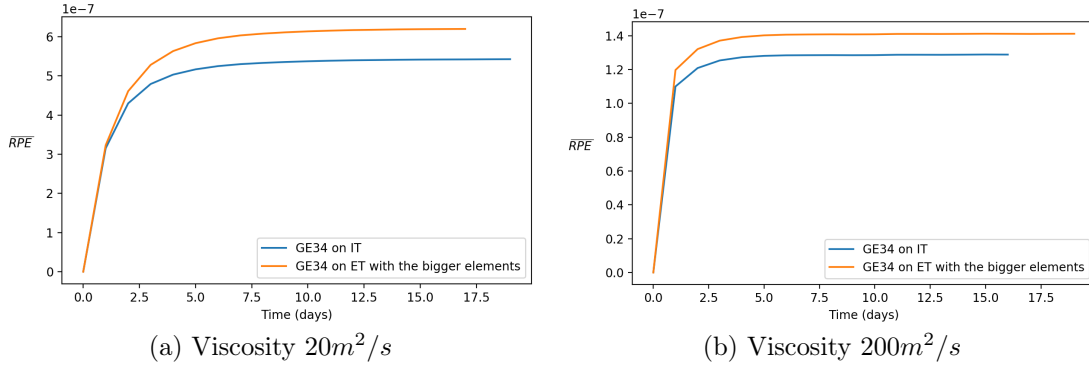 1e−7
6
5
4
3
2
1
0
RPE
0.0 2.5 5.0 7.5 10.0 12.5 15.0 17.5
Time (days)
GE34 on IT
GE34 on ET with the bigger elements
(a) Viscosity 20m²/s
1e−7
1.4
1.2
1.0
0.8
0.6
0.4
0.2
0.0
RPE
0.0 2.5 5.0 7.5 10.0 12.5 15.0 17.5
Time (days)
GE34 on IT
GE34 on ET with the bigger elements
(b) Viscosity 200m²/s